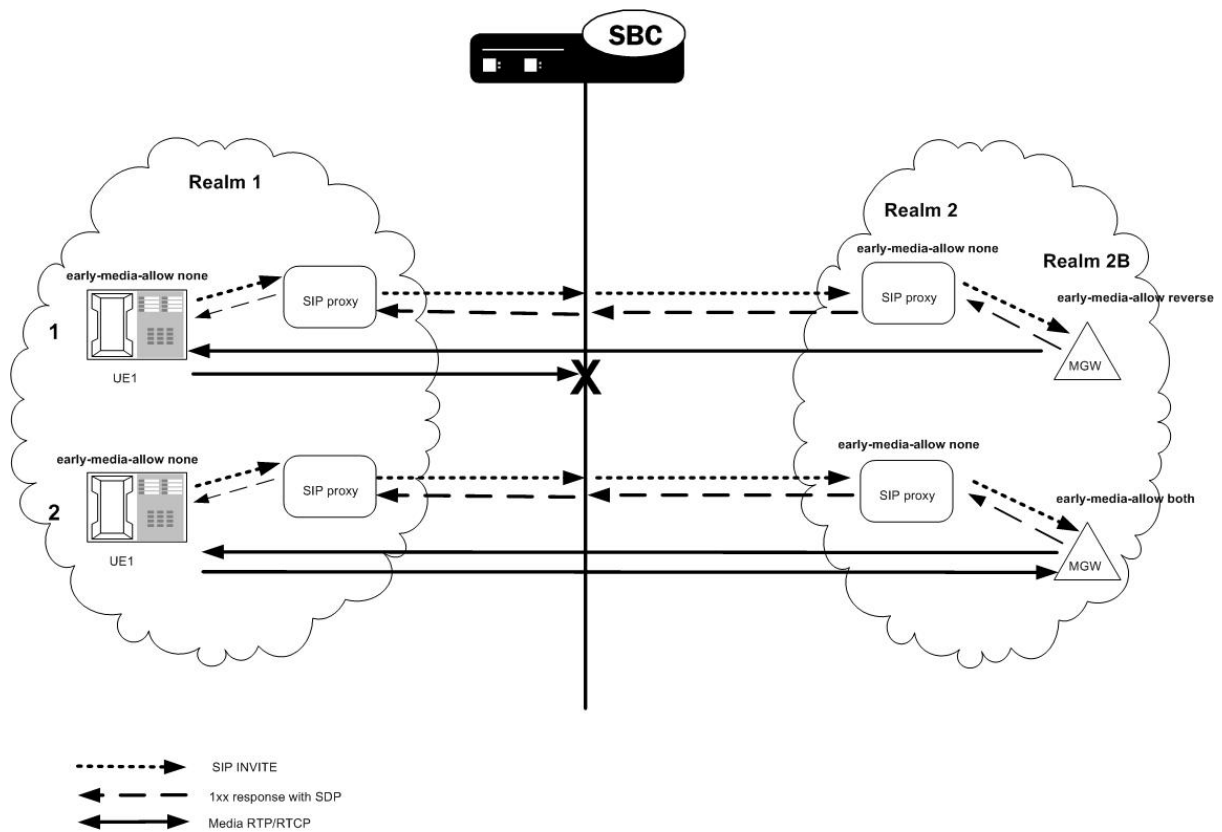 SBC
Realm 1
Realm 2
early-media-allow none
Realm 2B
early-media-allow none
early-media-allow reverse
SIP proxy
SIP proxy
1
UE1
MGW
X
early-media-allow none
early-media-allow none
SIP proxy
SIP proxy
early-media-allow both
2
UE1
MGW
SIP INVITE
1xx response with SDP
Media RTP/RTCP